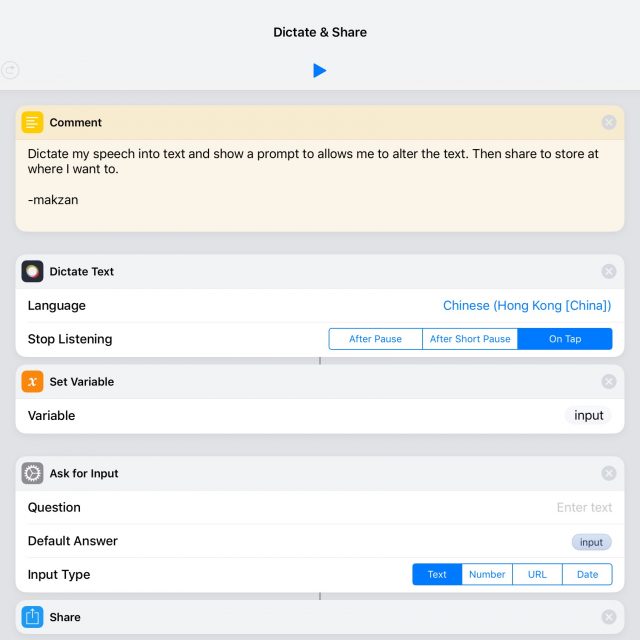 Dictate & Share
Comment
Dictate my speech into text and show a prompt to allows me to alter the text. Then share to store at
where I want to.
-makzan
Dictate Text
Language Chinese (Hong Kong [China])
Stop Listening After Pause After Short Pause On Tap
x Set Variable
Variable input
Ask for Input
Question Enter text
Default Answer input
Input Type Text Number URL Date
Share